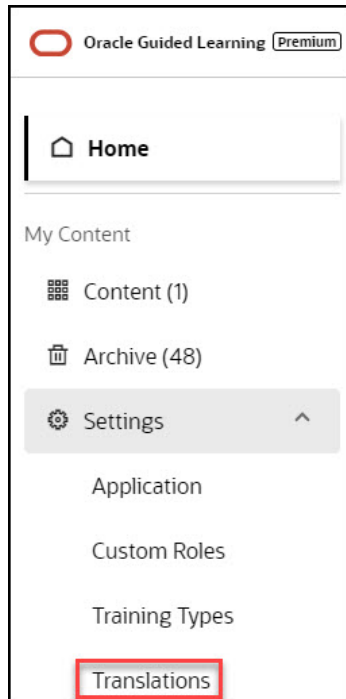 Oracle Guided Learning Premium
Home
My Content
Content (1)
Archive (48)
Settings
Application
Custom Roles
Training Types
Translations